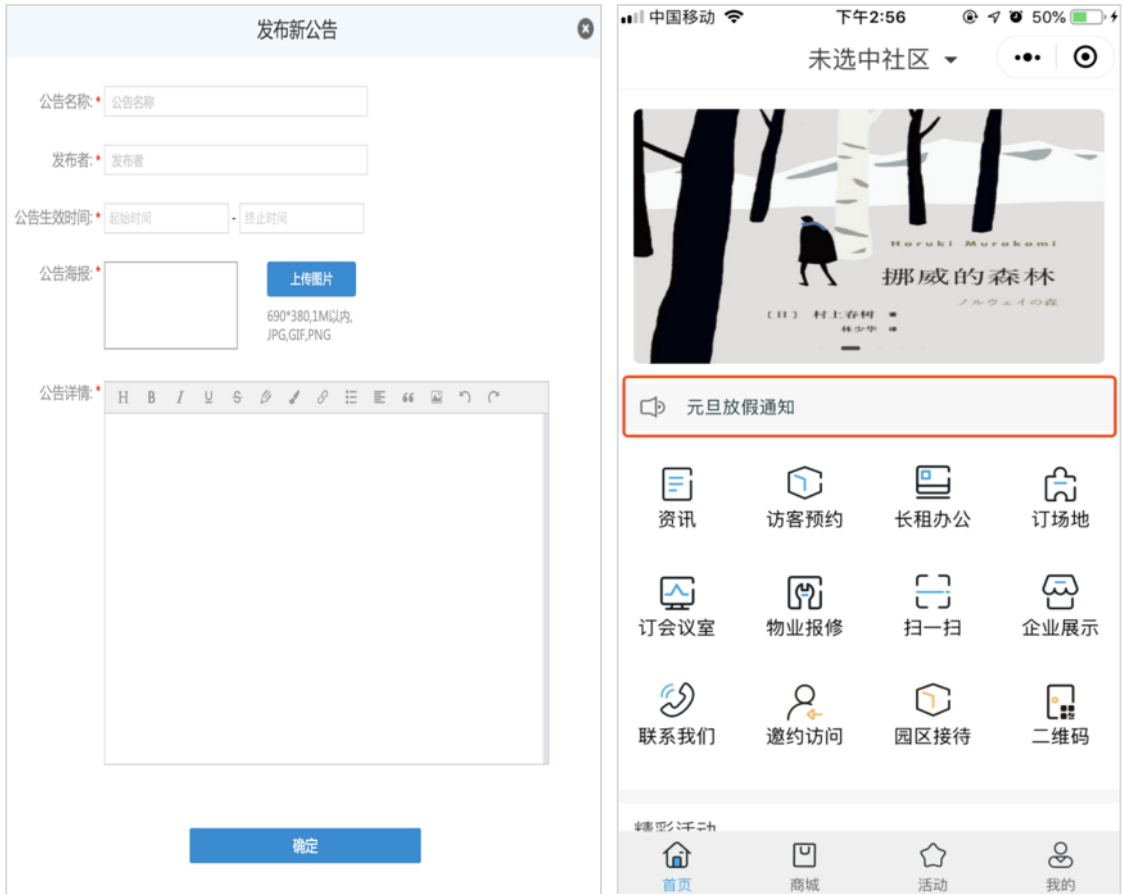 发布新公告
公告名称:* 公告名称
发布者:* 发布者
公告生效时间:* 起始时间 - 终止时间
公告海报:* 上传图片
690*380,1M以内,
JPG,GIF,PNG
公告详情:* H B I U S
确定
中国移动 下午2:56 50%
未选中社区
Haruki Murakami
挪威的森林
ノルウェイの森
[日] 村上春树 著
林少华 译
元旦放假通知
资讯 访客预约 长租办公 订场地
订会议室 物业报修 扫一扫 企业展示
联系我们 邀约访问 园区接待 二维码
精彩活动
首页 商城 活动 我的